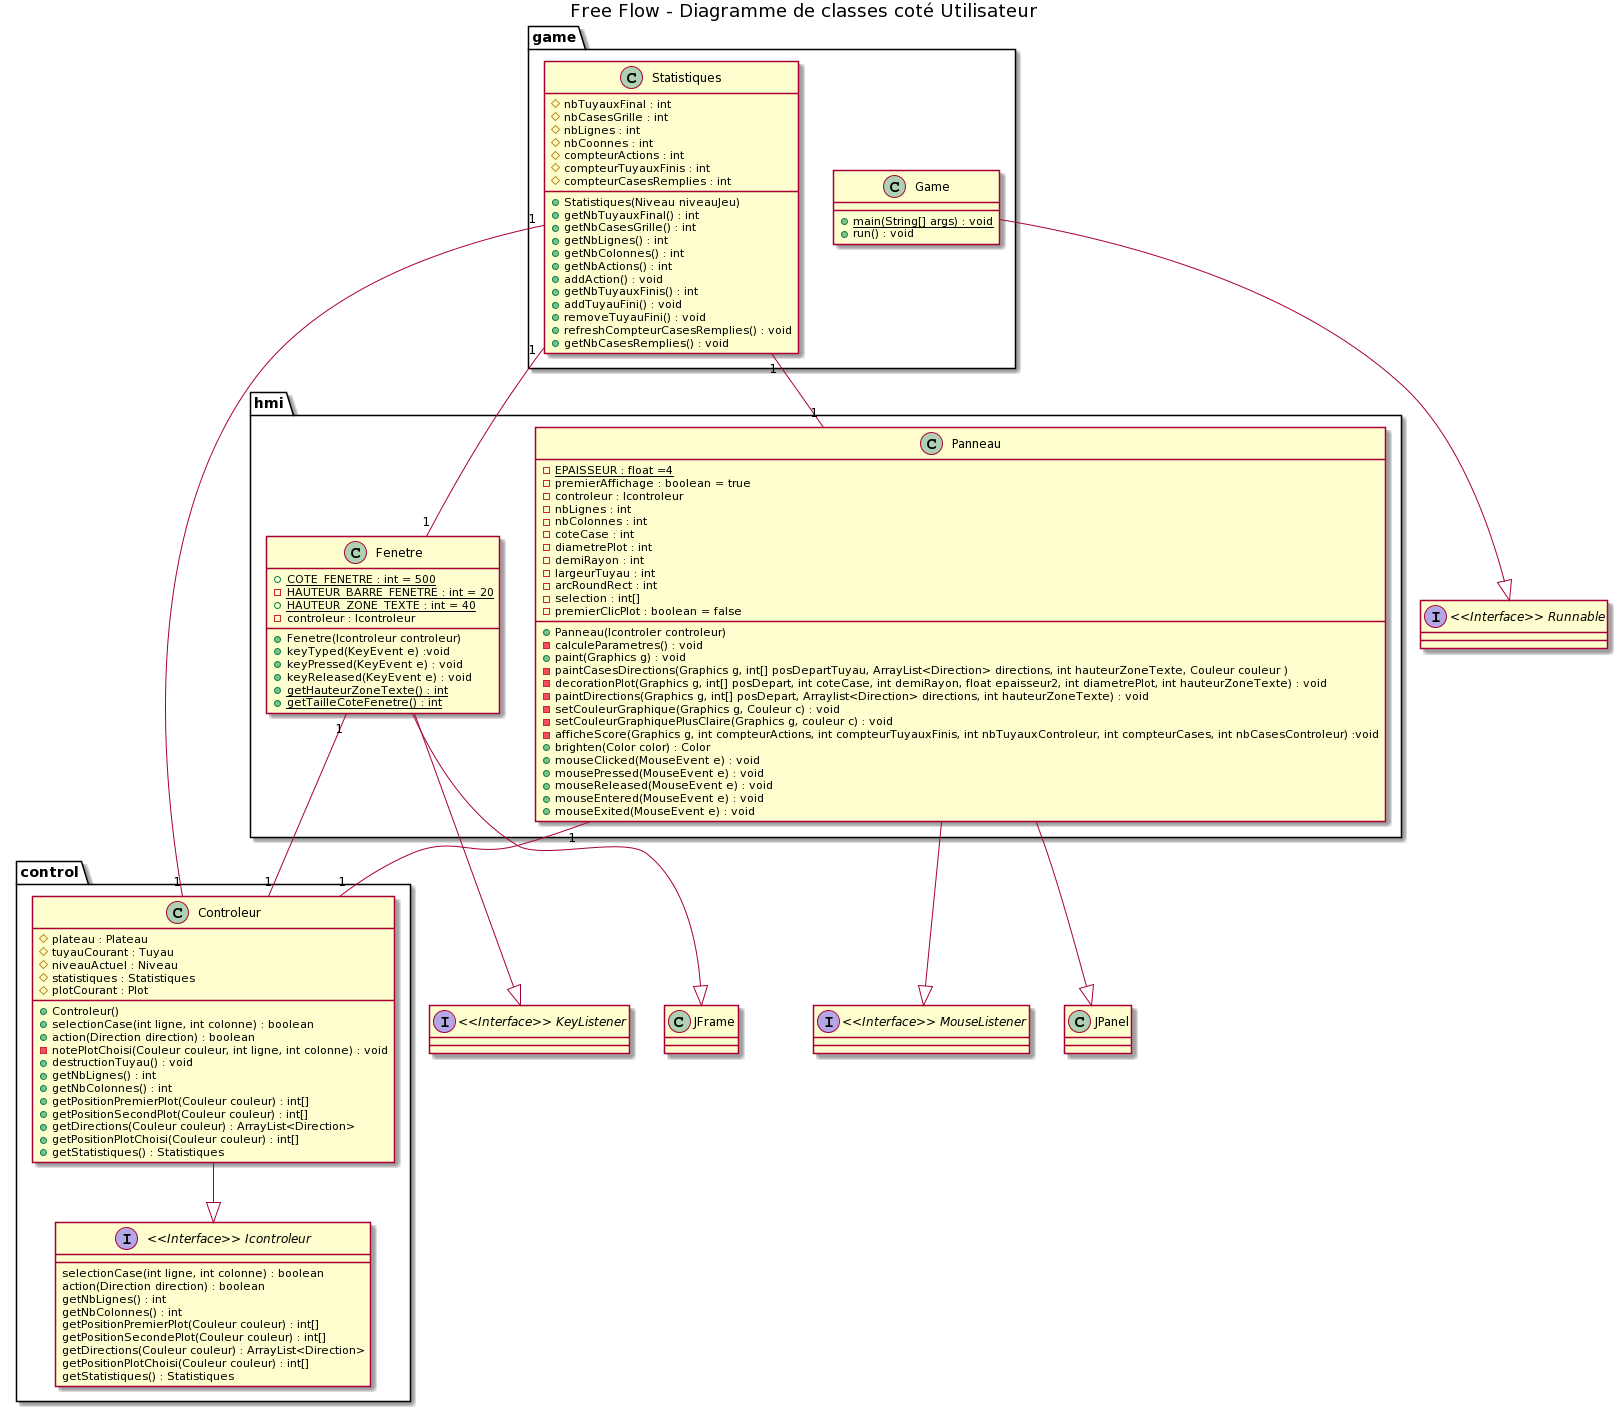 Free Flow - Diagramme de classes coté Utilisateur
game
Statistiques
nbTuyauxFinal : int
nbCasesGrille : int
nbLignes : int
nbCoonnes : int
compteurActions : int
compteurTuyauxFinis : int
compteurCasesRemplies : int
Statistiques(Niveau niveauJeu)
getNbTuyauxFinal() : int
getNbCasesGrille() : int
getNbLignes() : int
getNbColonnes() : int
getNbActions() : int
addAction() : void
getNbTuyauxFinis() : int
addTuyauFini() : void
removeTuyauFini() : void
refreshCompteurCasesRemplies() : void
getNbCasesRemplies() : void
Game
main(String[] args) : void
run() : void
1
1
1
hmi
1
1
Panneau
EPAISSEUR : float =4
premierAffichage : boolean = true
controleur : Icontroleur
nbLignes : int
nbColonnes : int
coteCase : int
diametrePlot : int
demiRayon : int
largeurTuyau : int
arcRoundRect : int
selection : int[]
premierClicPlot : boolean = false
Panneau(Icontroler controleur)
calculeParametres() : void
paint(Graphics g) : void
paintCasesDirections(Graphics g, int[] posDepartTuyau, ArrayList<Direction> directions, int hauteurZoneTexte, Couleur couleur )
decorationPlot(Graphics g, int[] posDepart, int coteCase, int demiRayon, float epaisseur2, int diametrePlot, int hauteurZoneTexte) : void
paintDirections(Graphics g, int[] posDepart, Arraylist<Direction> directions, int hauteurZoneTexte) : void
setCouleurGraphique(Graphics g, Couleur c) : void
setCouleurGraphiquePlusClaire(Graphics g, couleur c) : void
afficheScore(Graphics g, int compteurActions, int compteurTuyauxFinis, int nbTuyauxControleur, int compteurCases, int nbCasesControleur) :void
brighten(Color color) : Color
mouseClicked(MouseEvent e) : void
mousePressed(MouseEvent e) : void
mouseReleased(MouseEvent e) : void
mouseEntered(MouseEvent e) : void
mouseExited(MouseEvent e) : void
Fenetre
COTE_FENETRE : int = 500
HAUTEUR_BARRE_FENETRE : int = 20
HAUTEUR_ZONE_TEXTE : int = 40
controleur : Icontroleur
Fenetre(Icontroleur controleur)
keyTyped(KeyEvent e) :void
keyPressed(KeyEvent e) : void
keyReleased(KeyEvent e) : void
getHauteurZoneTexte() : int
getTailleCoteFenetre() : int
<<Interface>> Runnable
1
1
control
1
1
1
Controleur
plateau : Plateau
tuyauCourant : Tuyau
niveauActuel : Niveau
statistiques : Statistiques
plotCourant : Plot
Controleur()
selectionCase(int ligne, int colonne) : boolean
action(Direction direction) : boolean
notePlotChoisi(Couleur couleur, int ligne, int colonne) : void
destructionTuyau() : void
getNbLignes() : int
getNbColonnes() : int
getPositionPremierPlot(Couleur couleur) : int[]
getPositionSecondPlot(Couleur couleur) : int[]
getDirections(Couleur couleur) : ArrayList<Direction>
getPositionPlotChoisi(Couleur couleur) : int[]
getStatistiques() : Statistiques
<<Interface>> KeyListener
JFrame
<<Interface>> MouseListener
JPanel
<<Interface>> Icontroleur
selectionCase(int ligne, int colonne) : boolean
action(Direction direction) : boolean
getNbLignes() : int
getNbColonnes() : int
getPositionPremierPlot(Couleur couleur) : int[]
getPositionSecondePlot(Couleur couleur) : int[]
getDirections(Couleur couleur) : ArrayList<Direction>
getPositionPlotChoisi(Couleur couleur) : int[]
getStatistiques() : Statistiques